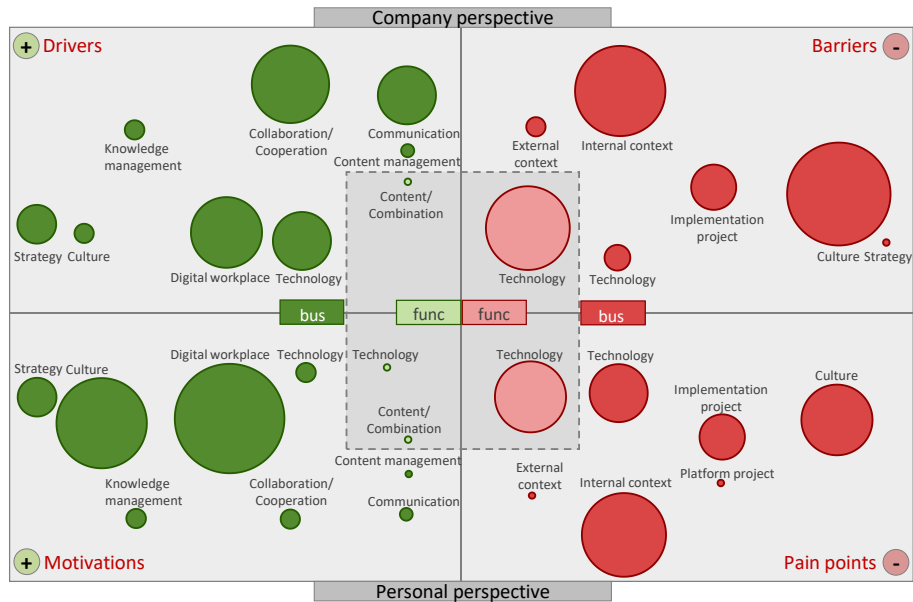 Company perspective
+ Drivers
Barriers -
Collaboration/
Cooperation
Communication
Knowledge
management
Content management
External
context
Internal context
Content/
Combination
Implementation
project
Strategy Culture
Digital workplace
Technology
Technology
Technology
Culture Strategy
bus
func
func
bus
Strategy Culture
Digital workplace
Technology
Technology
Technology
Technology
Implementation
project
Culture
Content/
Combination
Content management
Knowledge
management
Collaboration/
Cooperation
Communication
External
context
Internal context
Platform project
+ Motivations
Pain points -
Personal perspective